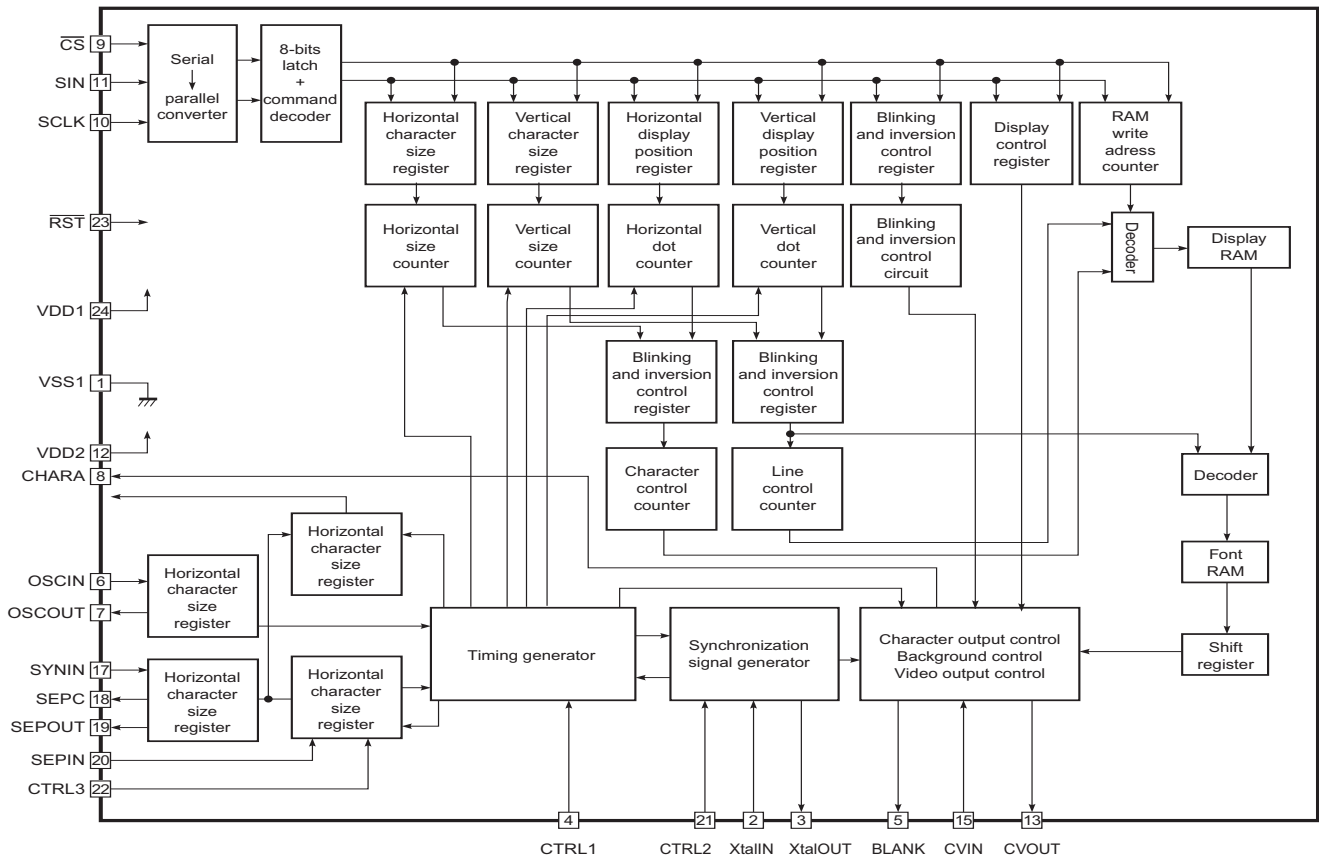 CS 9
SIN 11
SCLK 10
Serial
parallel
converter
8-bits
latch
+
command
decoder
Horizontal
character
size
register
Vertical
character
size
register
Horizontal
display
position
register
Vertical
display
position
register
Blinking
and inversion
control
register
Display
control
register
RAM
write
adress
counter
RST 23
Horizontal
size
counter
Vertical
size
counter
Horizontal
dot
counter
Vertical
dot
counter
Blinking
and inversion
control
circuit
Decoder
Display
RAM
VDD1 24
VSS1 1
VDD2 12
CHARA 8
Blinking
and inversion
control
register
Blinking
and inversion
control
register
Character
control
counter
Line
control
counter
Decoder
Font
RAM
Shift
register
Horizontal
character
size
register
OSCIN 6
OSCOUT 7
Horizontal
character
size
register
SYNIN 17
SEPC 18
SEPOUT 19
SEPIN 20
CTRL3 22
Horizontal
character
size
register
Horizontal
character
size
register
Timing generator
Synchronization
signal generator
Character output control
Background control
Video output control
4 21 2 3 5 15 13
CTRL1 CTRL2 XtalIN XtalOUT BLANK CVIN CVOUT